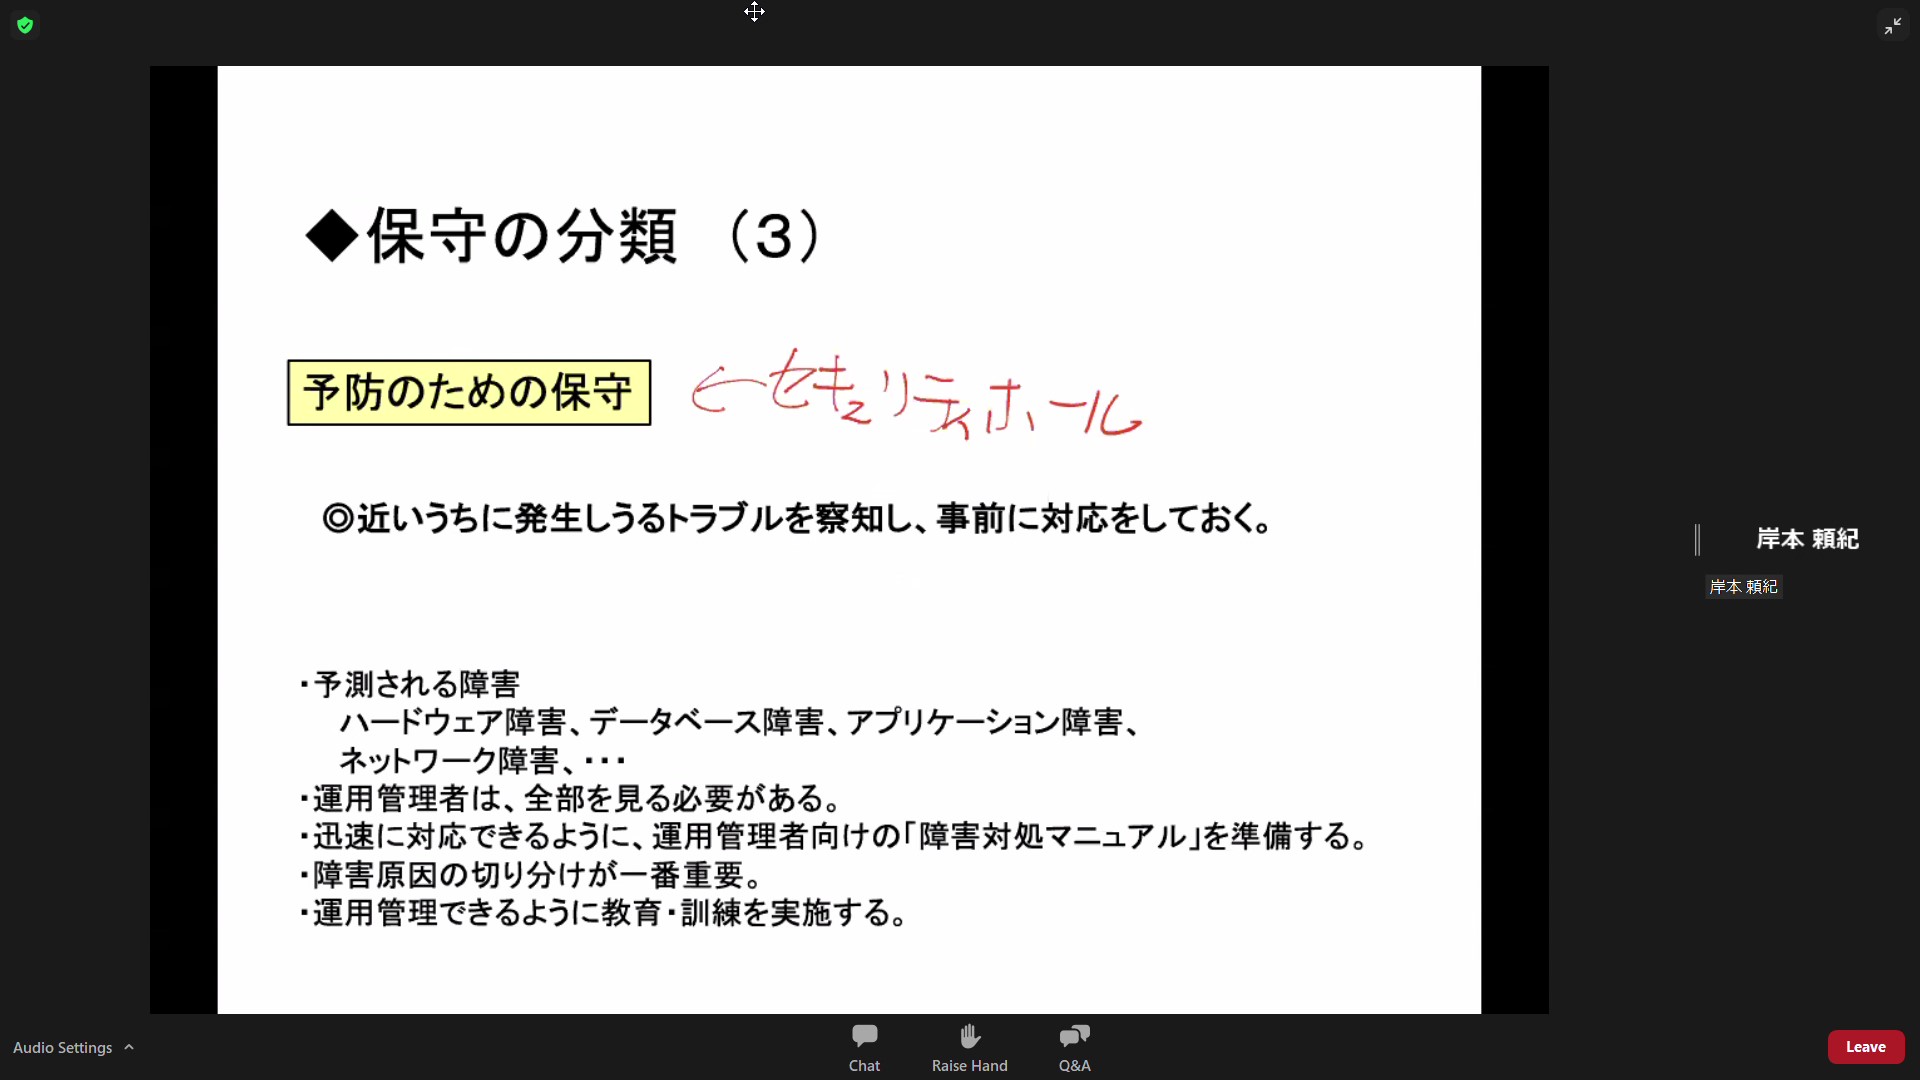 ◆保守の分類 （3）
予防のための保守 ←セキュリティホール
◎近いうちに発生しうるトラブルを察知し、事前に対応をしておく。
・予測される障害
ハードウェア障害、データベース障害、アプリケーション障害、
ネットワーク障害、・・・
・運用管理者は、全部を見る必要がある。
・迅速に対応できるように、運用管理者向けの「障害対処マニュアル」を準備する。
・障害原因の切り分けが一番重要。
・運用管理できるように教育・訓練を実施する。
岸本 頼紀
岸本 頼紀
Audio Settings
Chat
Raise Hand
Q&A
Leave